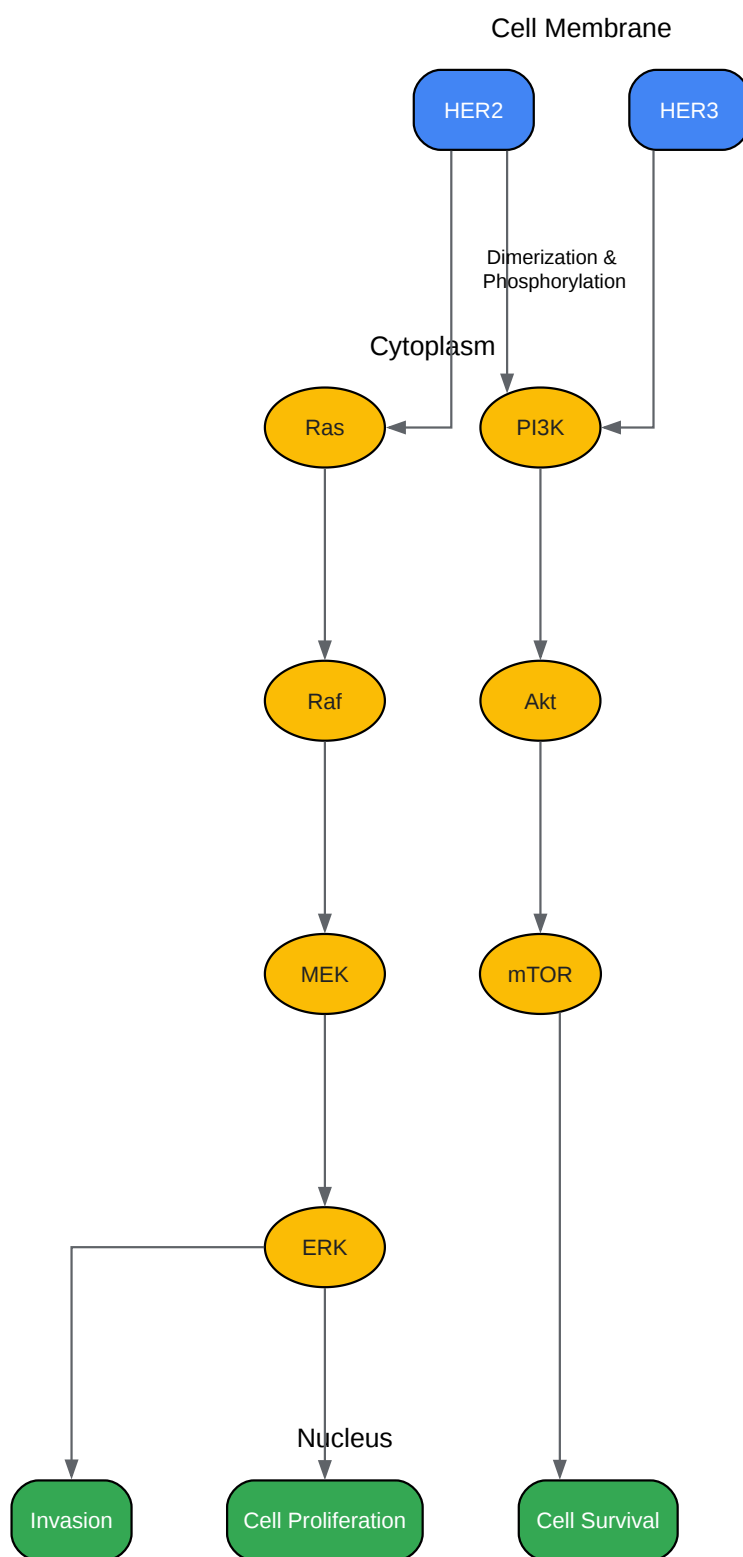 Cell Membrane
HER2
HER3
Dimerization &
Phosphorylation
Cytoplasm
Ras
PI3K
Raf
Akt
MEK
mTOR
ERK
Nucleus
Invasion
Cell Proliferation
Cell Survival